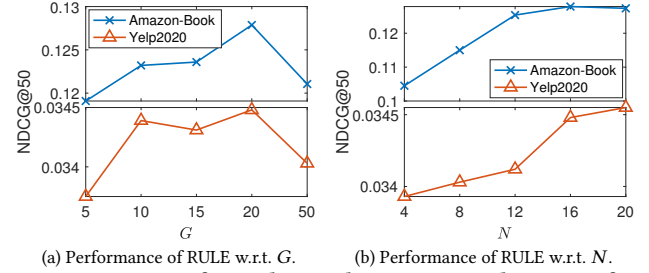 0.13
0.125
0.12
Amazon-Book
Yelp2020
NDCG@50
0.0345
0.034
5 10 15 20 50
G
(a) Performance of RULE w.r.t. G.
0.12
0.11
0.1
Amazon-Book
Yelp2020
NDCG@50
0.0345
0.034
4 8 12 16 20
N
(b) Performance of RULE w.r.t. N.